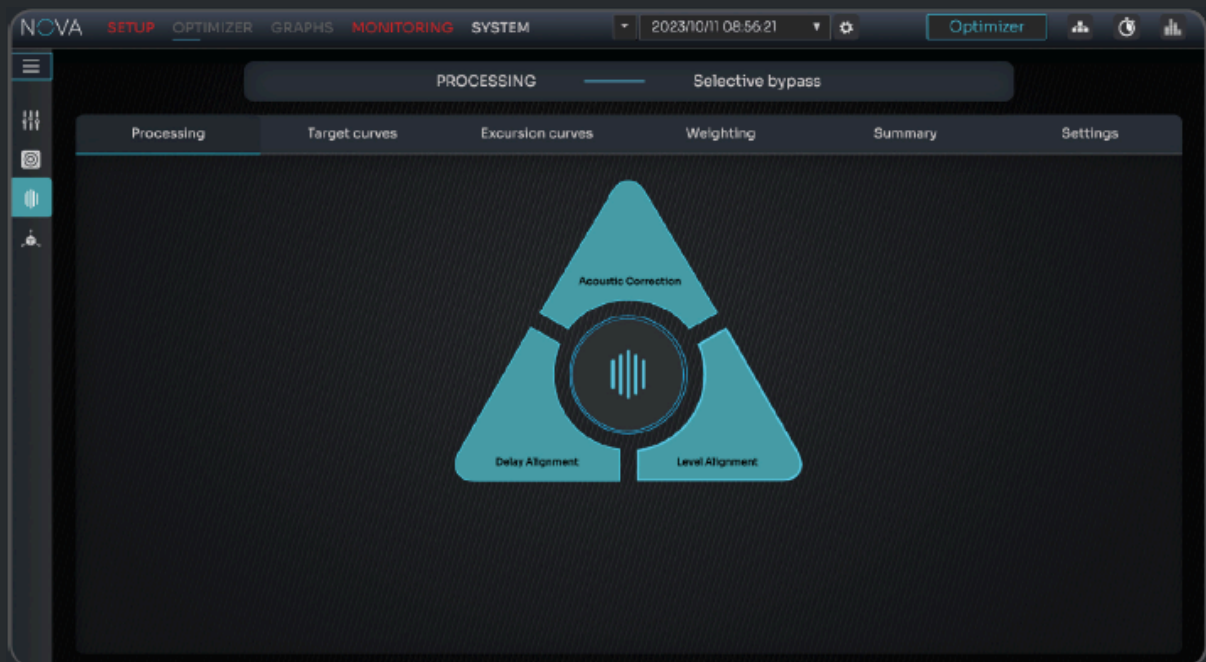 NOVA SETUP OPTIMIZER GRAPHS MONITORING SYSTEM 2023/10/11 08:56:21 Optimizer
PROCESSING Selective bypass
Processing Target curves Excursion curves Weighting Summary Settings
Acoustic Correction
Delay Alignment Level Alignment